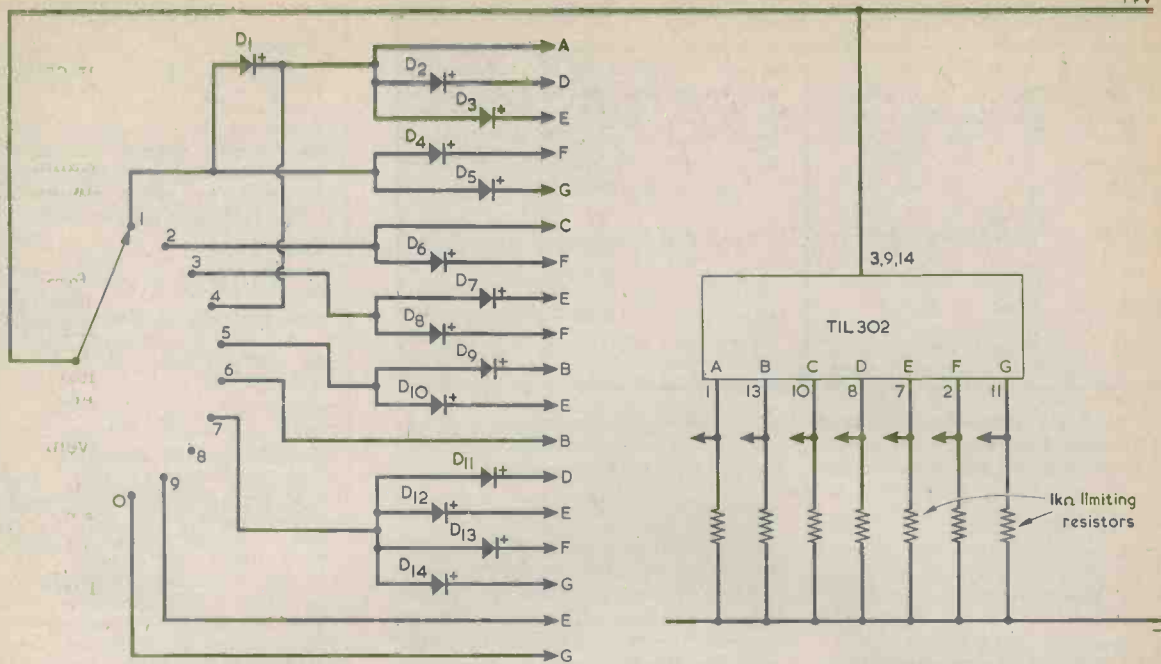 D1
+
A
D2
+
D
D3
+
E
D4
+
F
D5
+
G
1
2
C
D6
+
F
3
D7
+
E
4
D8
+
F
5
D9
+
B
6
D10
+
E
7
B
8
D11
+
D
9
D12
+
E
0
D13
+
F
D14
+
G
E
G
3,9,14
TIL302
A B C D E F G
1 13 10 8 7 2 11
1kΩ limiting
resistors